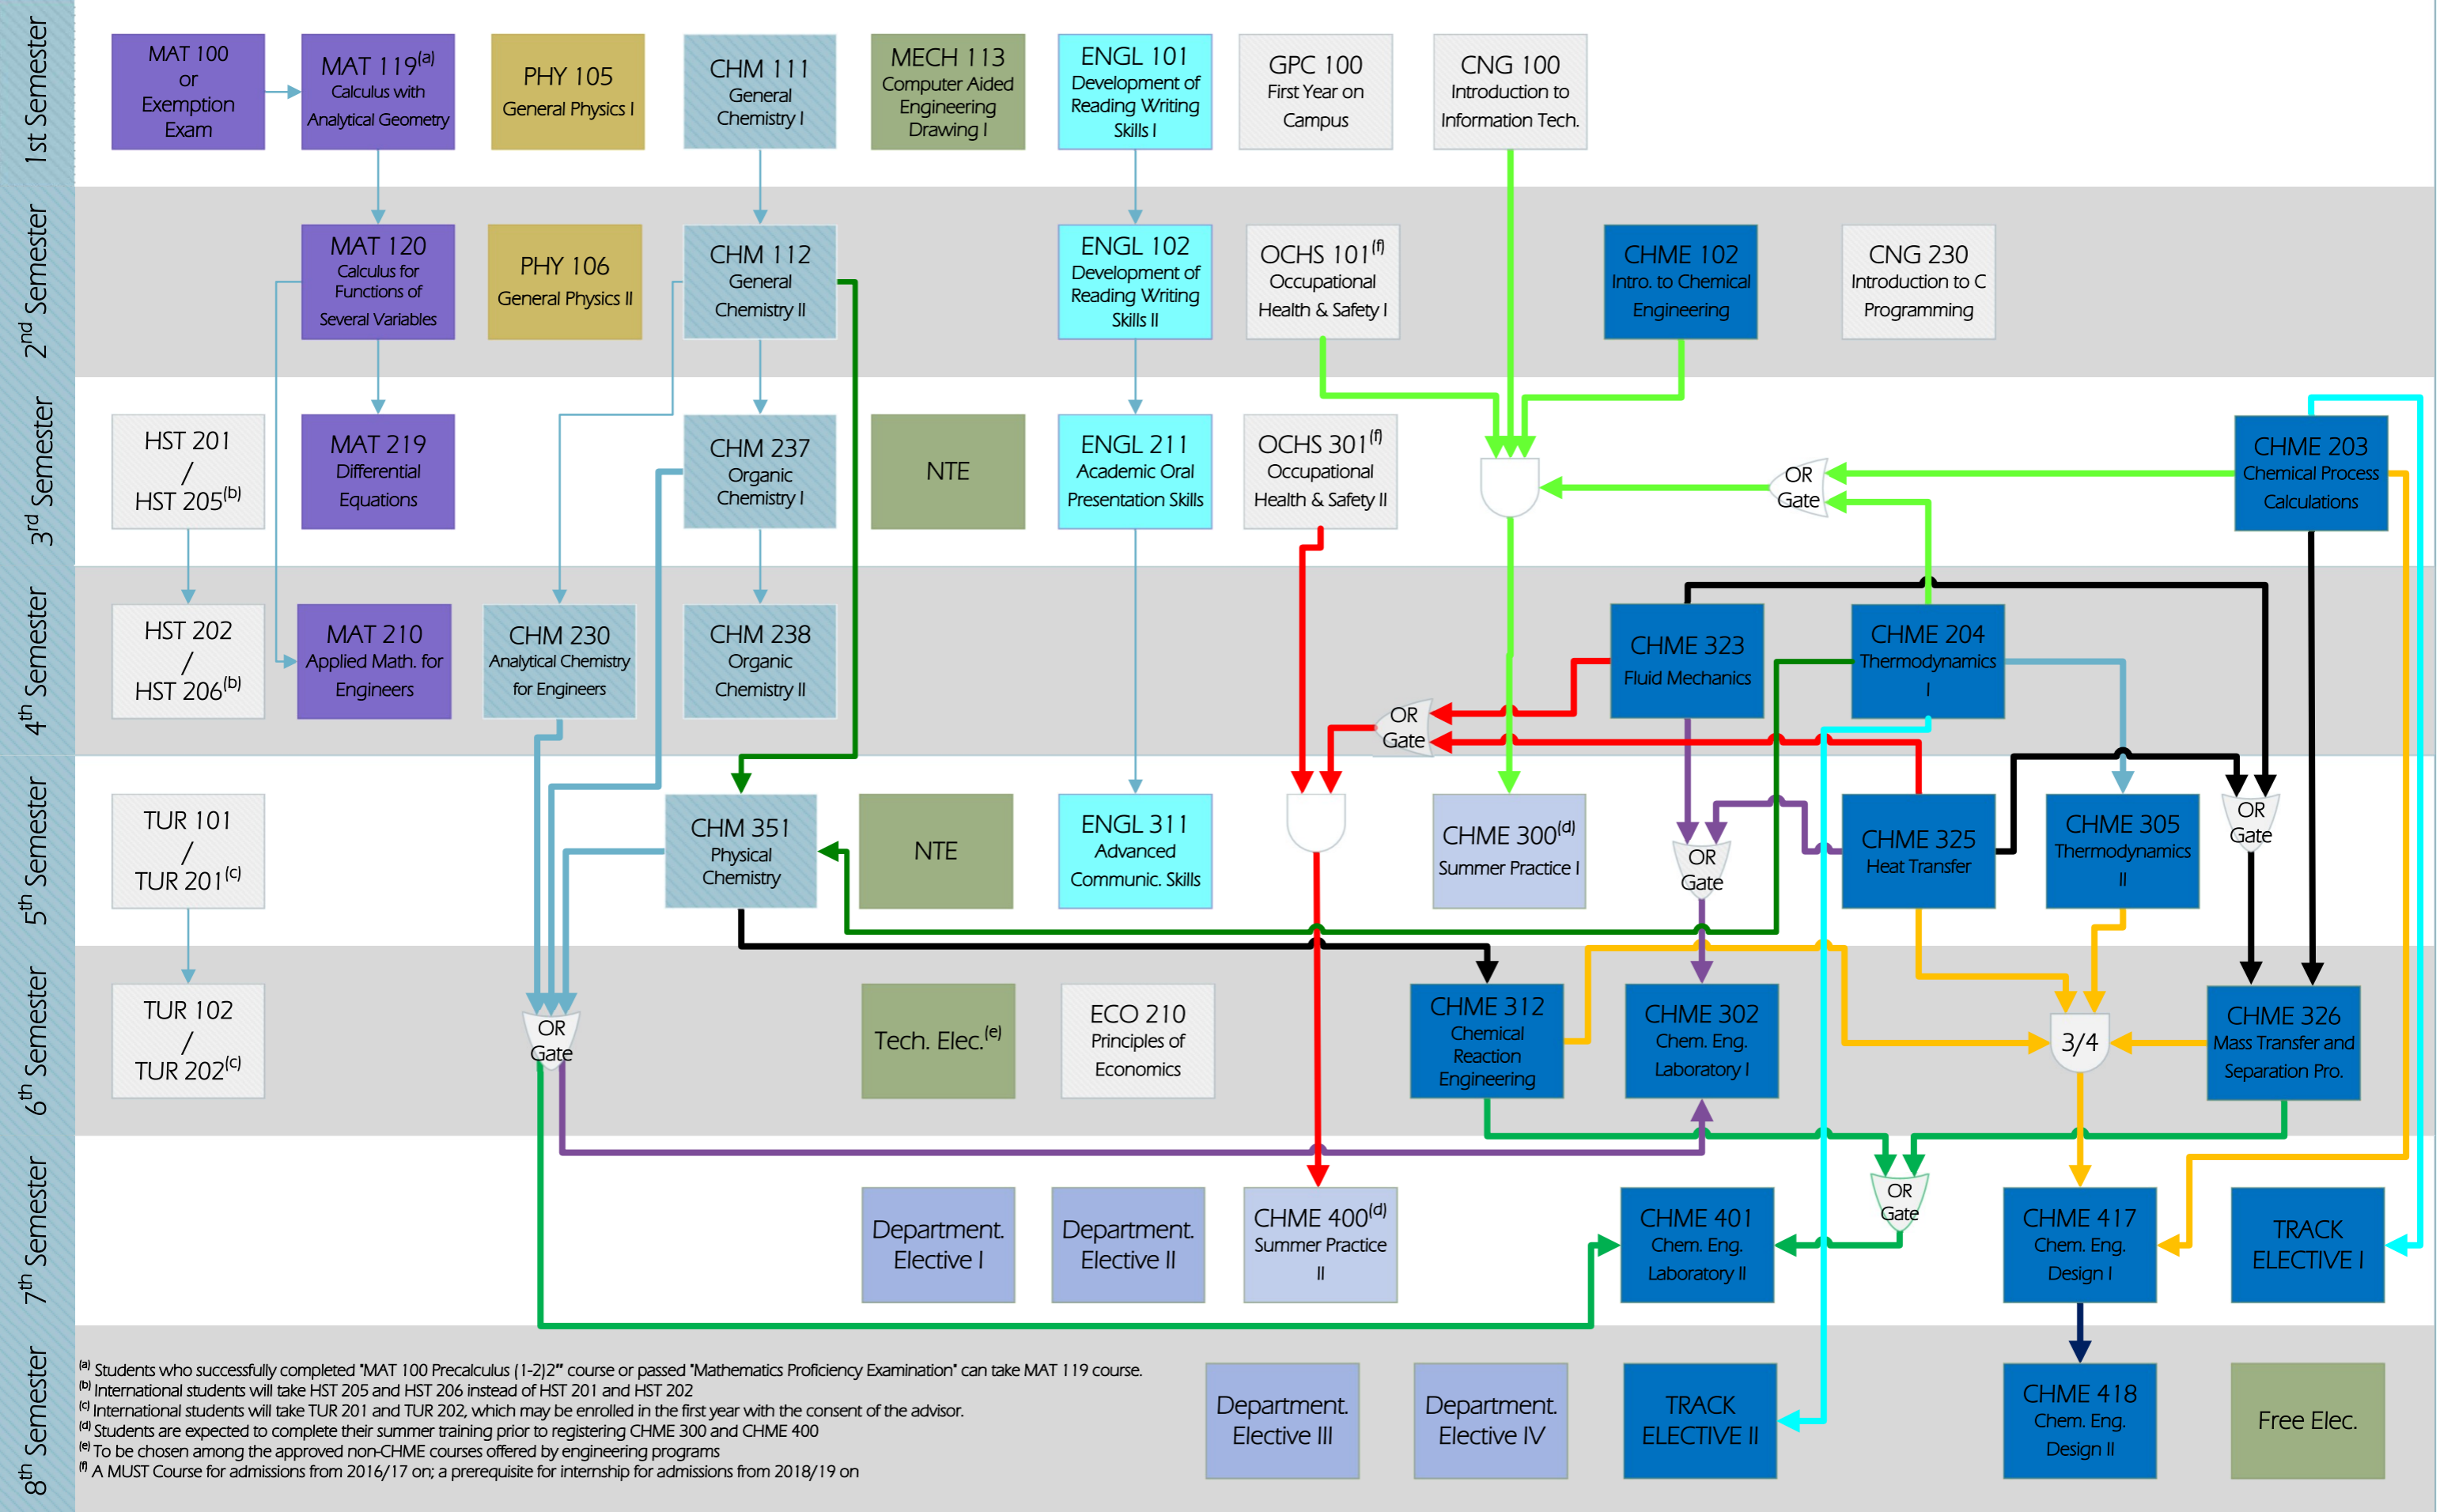 1st Semester
MAT 100
or
Exemption
Exam
MAT 119(a)
Calculus with
Analytical Geometry
PHY 105
General Physics I
CHM 111
General
Chemistry I
MECH 113
Computer Aided
Engineering
Drawing I
ENGL 101
Development of
Reading Writing
Skills I
GPC 100
First Year on
Campus
CNG 100
Introduction to
Information Tech.
2nd Semester
MAT 120
Calculus for
Functions of
Several Variables
PHY 106
General Physics II
CHM 112
General
Chemistry II
ENGL 102
Development of
Reading Writing
Skills II
OCHS 101(f)
Occupational
Health & Safety I
CHME 102
Intro. to Chemical
Engineering
CNG 230
Introduction to C
Programming
3rd Semester
HST 201
/
HST 205(b)
MAT 219
Differential
Equations
CHM 237
Organic
Chemistry I
NTE
ENGL 211
Academic Oral
Presentation Skills
OCHS 301(f)
Occupational
Health & Safety II
OR
Gate
CHME 203
Chemical Process
Calculations
4th Semester
HST 202
/
HST 206(b)
MAT 210
Applied Math. for
Engineers
CHM 230
Analytical Chemistry
for Engineers
CHM 238
Organic
Chemistry II
OR
Gate
CHME 323
Fluid Mechanics
CHME 204
Thermodynamics
I
5th Semester
TUR 101
/
TUR 201(c)
CHM 351
Physical
Chemistry
NTE
ENGL 311
Advanced
Communic. Skills
CHME 300(d)
Summer Practice I
OR
Gate
CHME 325
Heat Transfer
CHME 305
Thermodynamics
II
OR
Gate
6th Semester
TUR 102
/
TUR 202(c)
OR
Gate
Tech. Elec.(e)
ECO 210
Principles of
Economics
CHME 312
Chemical
Reaction
Engineering
CHME 302
Chem. Eng.
Laboratory I
3/4
CHME 326
Mass Transfer and
Separation Pro.
7th Semester
Department.
Elective I
Department.
Elective II
CHME 400(d)
Summer Practice
II
CHME 401
Chem. Eng.
Laboratory II
OR
Gate
CHME 417
Chem. Eng.
Design I
TRACK
ELECTIVE I
8th Semester
(a) Students who successfully completed "MAT 100 Precalculus (1-2)2" course or passed "Mathematics Proficiency Examination" can take MAT 119 course.
(b) International students will take HST 205 and HST 206 instead of HST 201 and HST 202
(c) International students will take TUR 201 and TUR 202, which may be enrolled in the first year with the consent of the advisor.
(d) Students are expected to complete their summer training prior to registering CHME 300 and CHME 400
(e) To be chosen among the approved non-CHME courses offered by engineering programs
(f) A MUST Course for admissions from 2016/17 on; a prerequisite for internship for admissions from 2018/19 on
Department.
Elective III
Department.
Elective IV
TRACK
ELECTIVE II
CHME 418
Chem. Eng.
Design II
Free Elec.